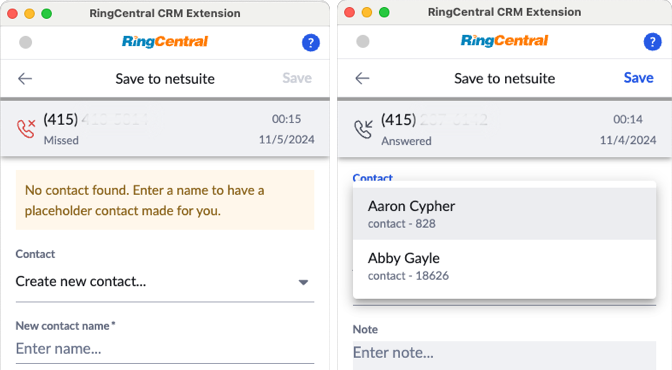 RingCentral CRM Extension
RingCentral
?
Save to netsuite
Save
(415)
00:15
Missed
11/5/2024
No contact found. Enter a name to have a
placeholder contact made for you.
Contact
Create new contact...
New contact name*
Enter name...
RingCentral CRM Extension
RingCentral
?
Save to netsuite
Save
(415)
00:14
Answered
11/4/2024
Contact
Aaron Cypher
contact - 828
Abby Gayle
contact - 18626
Note
Enter note...